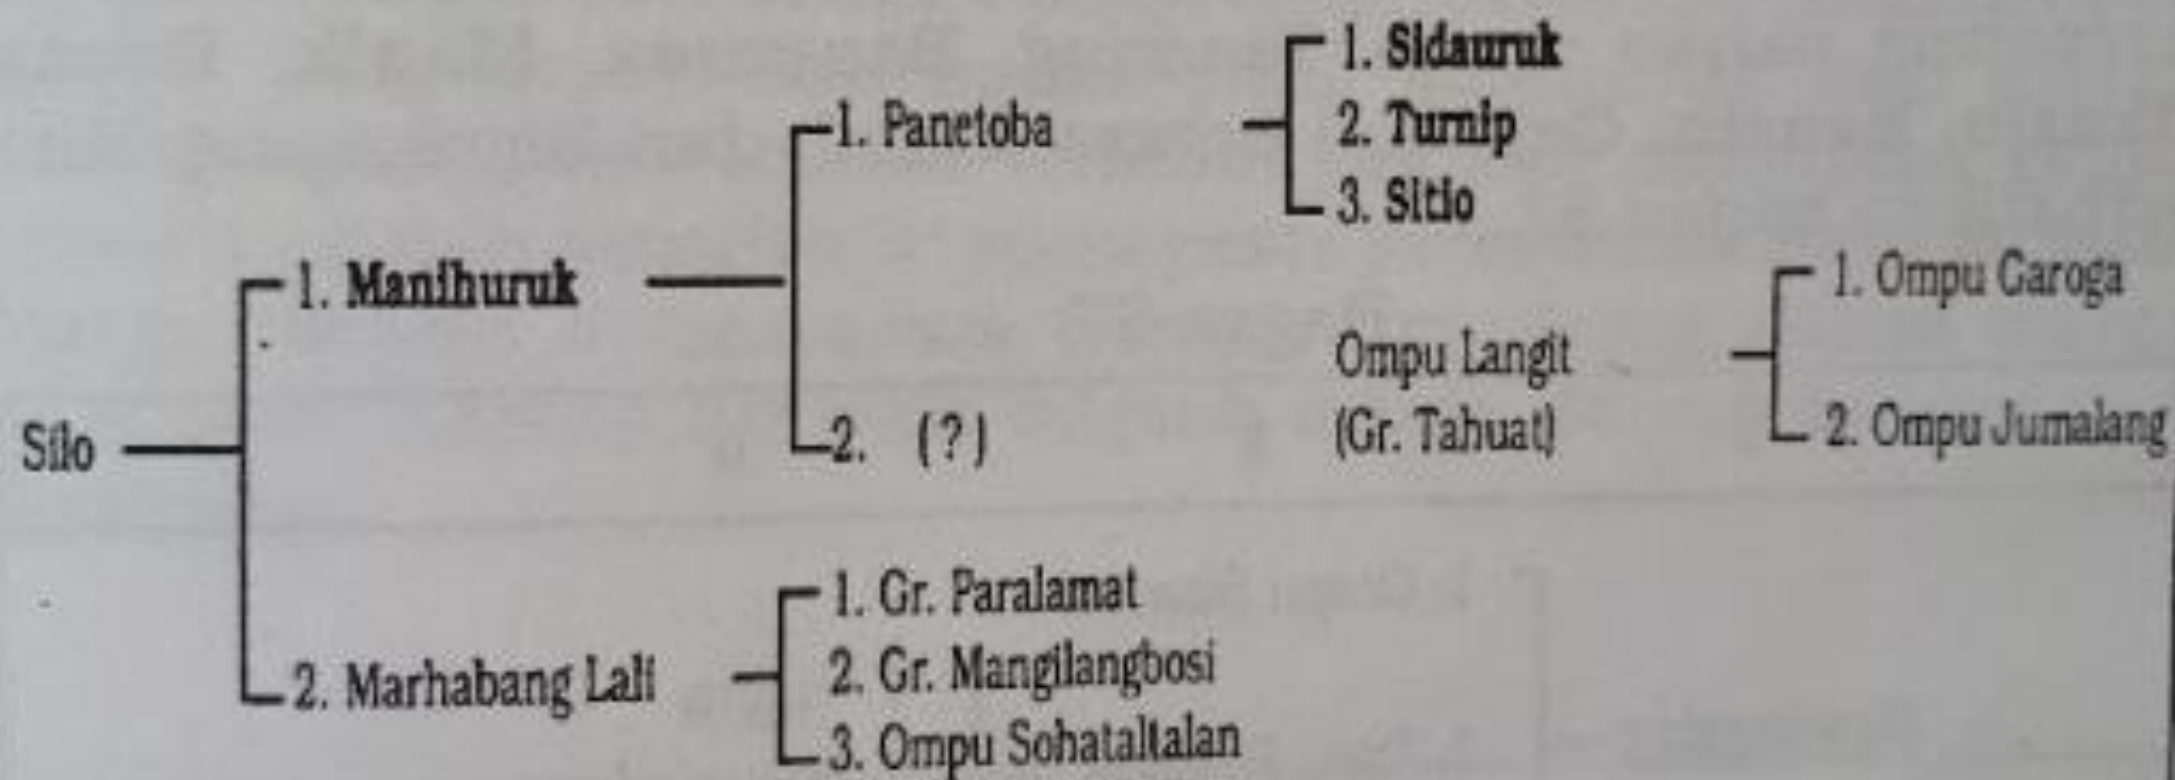 1. Sidauruk
1. Panetoba
2. Turnip
3. Sitio
1. Manihuruk
1. Ompu Garoga
Ompu Langit
(Gr. Tahuat)
Silo
2. (?)
2. Ompu Jumalang
1. Gr. Paralamat
2. Marhabang Lali
2. Gr. Mangilangbosi
3. Ompu Sohataltalan